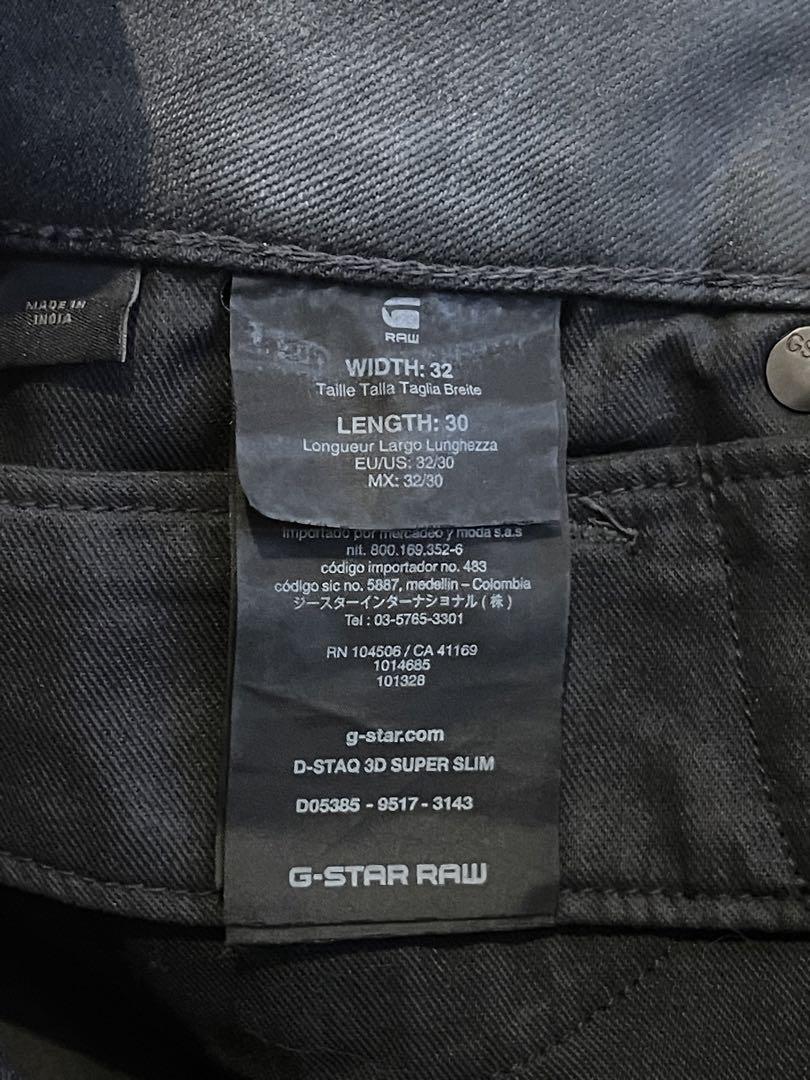 MADE IN
INDIA
RAW
WIDTH: 32
Taille Talla Taglia Breite
LENGTH: 30
Longueur Largo Lunghezza
EU/US: 32/30
MX: 32/30
importado por mercadeo y moda s.a.s
nit. 800.169.352-6
código importador no. 483
código sic no. 5887, medellin – Colombia
ジースターインターナショナル ( 株 )
Tel : 03-5765-3301
RN 104506 / CA 41169
1014685
101328
g-star.com
D-STAQ 3D SUPER SLIM
D05385 - 9517 - 3143
G-STAR RAW